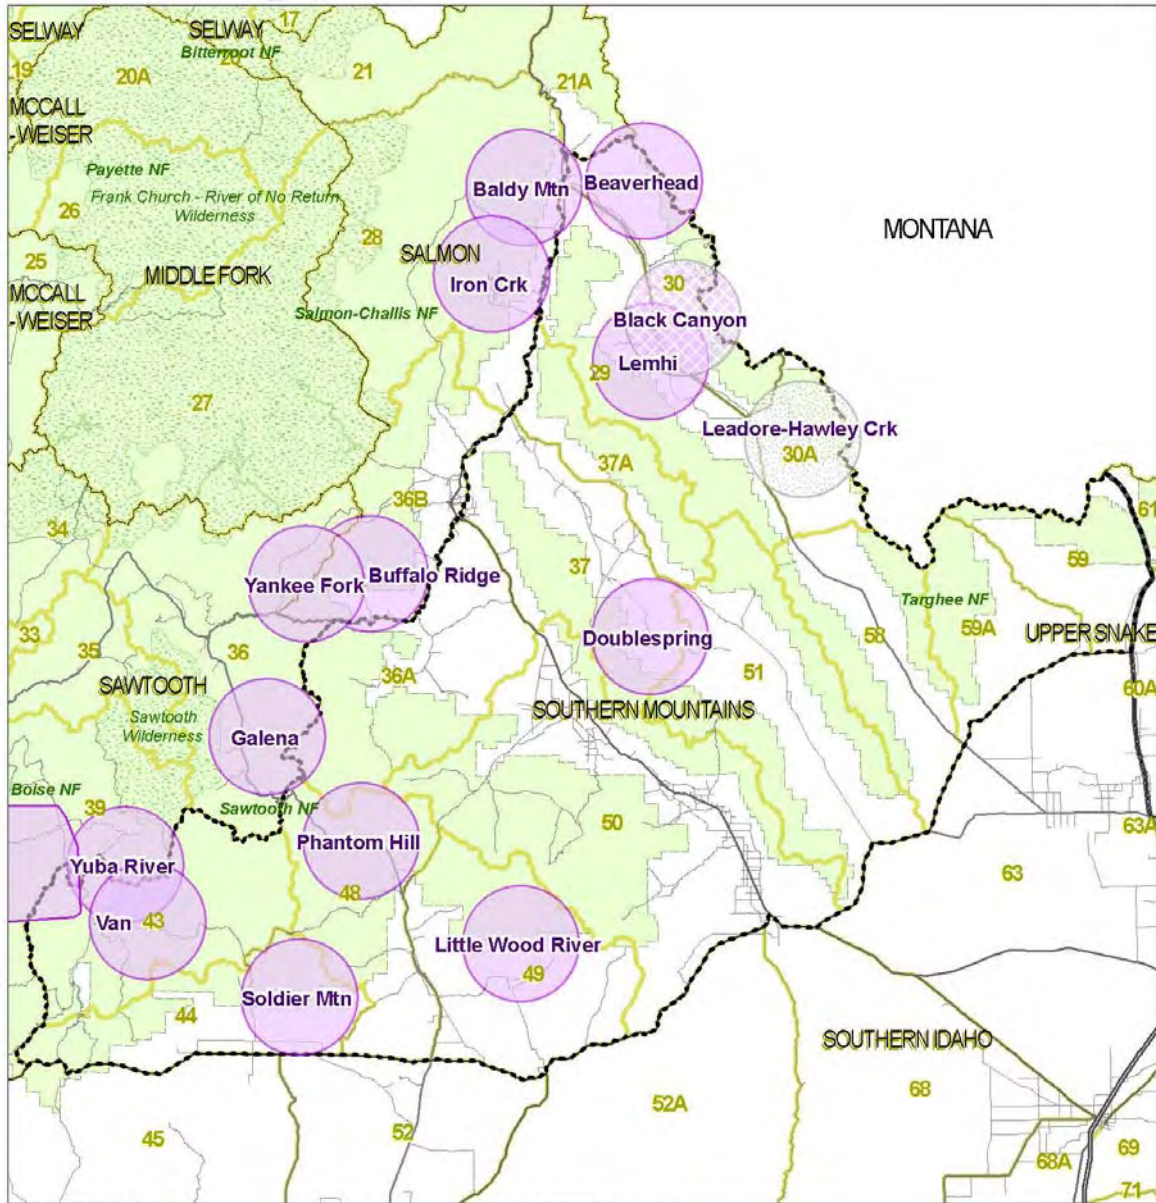 17
SELWAY
SELWAY
Bitterroot NF
19
20A
20
21
21A
MCCALL
-WEISER
Payette NF
Baldy Mtn
Beaverhead
Frank Church - River of No Return
Wilderness
26
28
MONTANA
25
SALMON
MIDDLE FORK
Iron Crk
30
MCCALL
-WEISER
Salmon-Challis NF
Black Canyon
Lemhi
29
27
Leadore-Hawley Crk
30A
37A
36B
59
61
34
37
Yankee Fork
Buffalo Ridge
Targhee NF
33
35
36
Doublespring
58
59A
UPPER SNAKE
36A
51
SAWTOOTH
60A
Sawtooth
Wilderness
SOUTHERN MOUNTAINS
Galena
Boise NF
39
Sawtooth NF
50
63A
Phantom Hill
Yuba River
63
48
Van
43
Little Wood River
49
Soldier Mtn
44
SOUTHERN IDAHO
68
52A
45
52
68A
69
71